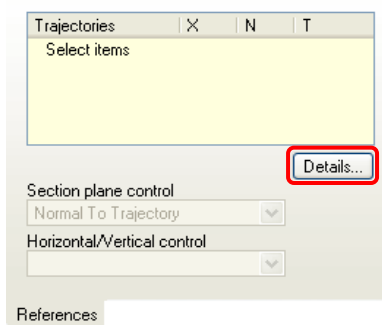 Trajectories X N T
Select items
Details...
Section plane control
Normal To Trajectory
Horizontal/Vertical control
References